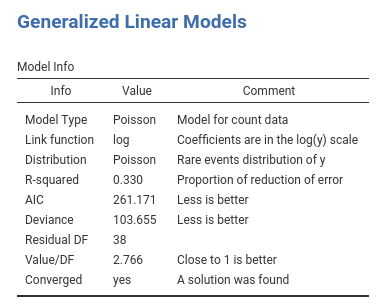 Generalized Linear Models
Model Info
Info Value Comment
Model Type Poisson Model for count data
Link function log Coefficients are in the log(y) scale
Distribution Poisson Rare events distribution of y
R-squared 0.330 Proportion of reduction of error
AIC 261.171 Less is better
Deviance 103.655 Less is better
Residual DF 38
Value/DF 2.766 Close to 1 is better
Converged yes A solution was found